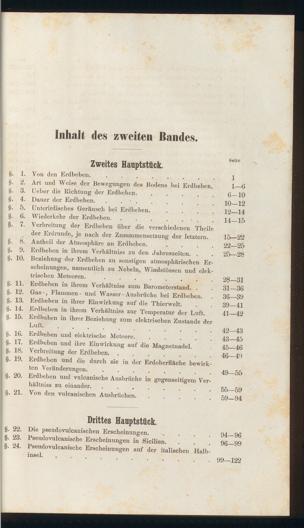 Inhalt des zweiten Bandes.
Zweites Hauptstück.
Seite
§. 1. Von den Erdbeben. 1
§. 2. Art und Weise der Bewegungen des Bodens bei Erdbeben. 1—6
§. 3. Ueber die Richtung der Erdbeben. 6—10
§. 4. Dauer der Erdbeben. 10—12
§. 5. Unterirdisches Geräusch bei Erdbeben. 12—14
§. 6. Wiederkehr der Erdbeben. 14—15
§. 7. Verbreitung der Erdbeben über die verschiedenen Theile
der Erdrunde, je nach der Zusammensetzung der letztern. 15—22
§. 8. Antheil der Atmosphäre an Erdbeben. 22—25
§. 9. Erdbeben in ihrem Verhältniss zu den Jahreszeiten. 25—28
§. 10. Beziehung der Erdbeben zu sonstigen atmosphärischen Er-
scheinungen, namentlich zu Nebeln, Windstössen und elek-
trischen Meteoren. 28—31
§. 11. Erdbeben in ihrem Verhältniss zum Barometerstand. 31—36
§. 12. Gas-, Flammen- und Wasser-Ausbrüche bei Erdbeben. 36—39
§. 13. Erdbeben in ihrer Einwirkung auf die Thierwelt. 39—41
§. 14. Erdbeben in ihrem Verhältniss zur Temperatur der Luft. 41—42
§. 15. Erdbeben in ihrer Beziehung zum elektrischen Zustande der
Luft. 42—43
§. 16. Erdbeben und elektrische Meteore. 43—45
§. 17. Erdbeben und ihre Einwirkung auf die Magnetnadel. 45—46
§. 18. Verbreitung der Erdbeben. 46—49
§. 19. Erdbeben und die durch sie in der Erdoberfläche bewirk-
ten Veränderungen. 49—55
§. 20. Erdbeben und vulcanische Ausbrüche in gegenseitigem Ver-
hältniss zu einander. 55—59
§. 21. Von den vulcanischen Ausbrüchen. 59—94
Drittes Hauptstück.
§. 22. Die pseudovulcanischen Erscheinungen. 94—96
§. 23. Pseudovulcanische Erscheinungen in Sicilien. 96—99
§. 24. Pseudovulcanische Erscheinungen auf der italischen Halb-
insel. 99—122